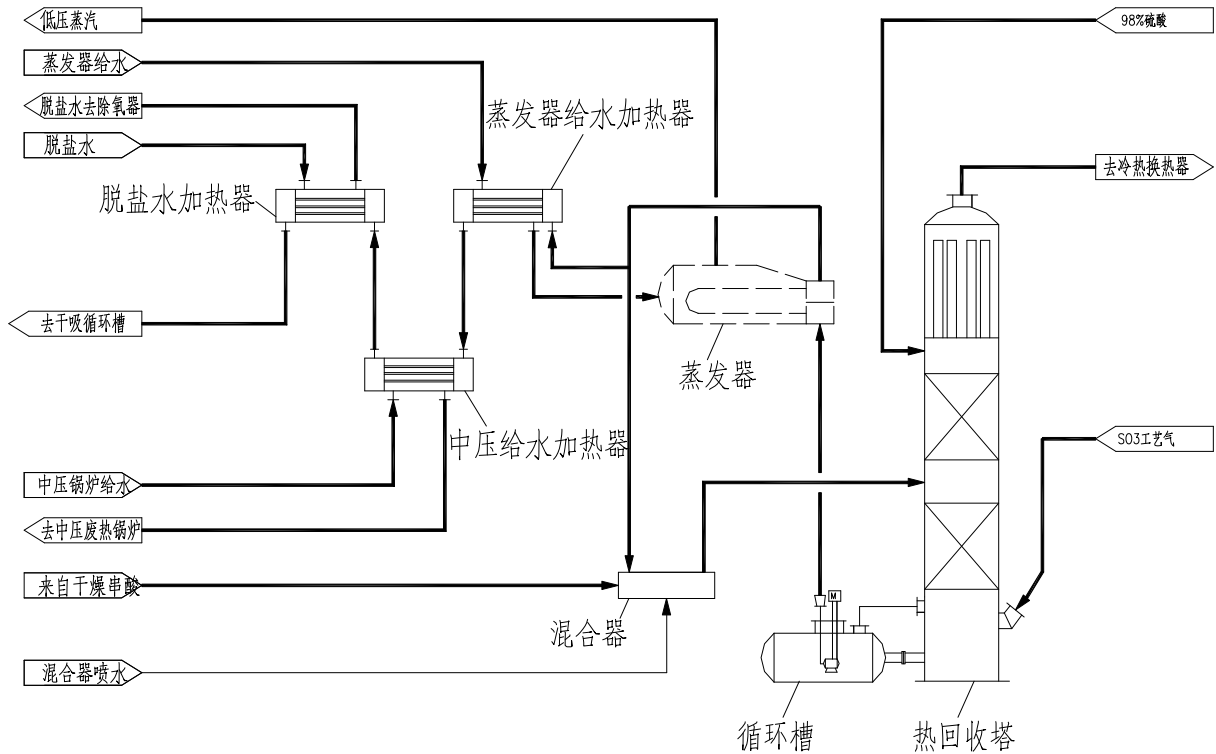 低压蒸汽
98%硫酸
蒸发器给水
脱盐水去除氧器
蒸发器给水加热器
脱盐水
去冷热换热器
脱盐水加热器
去干吸循环槽
蒸发器
中压给水加热器
SO3工艺气
中压锅炉给水
去中压废热锅炉
来自干燥串酸
M
混合器
混合器喷水
循环槽
热回收塔